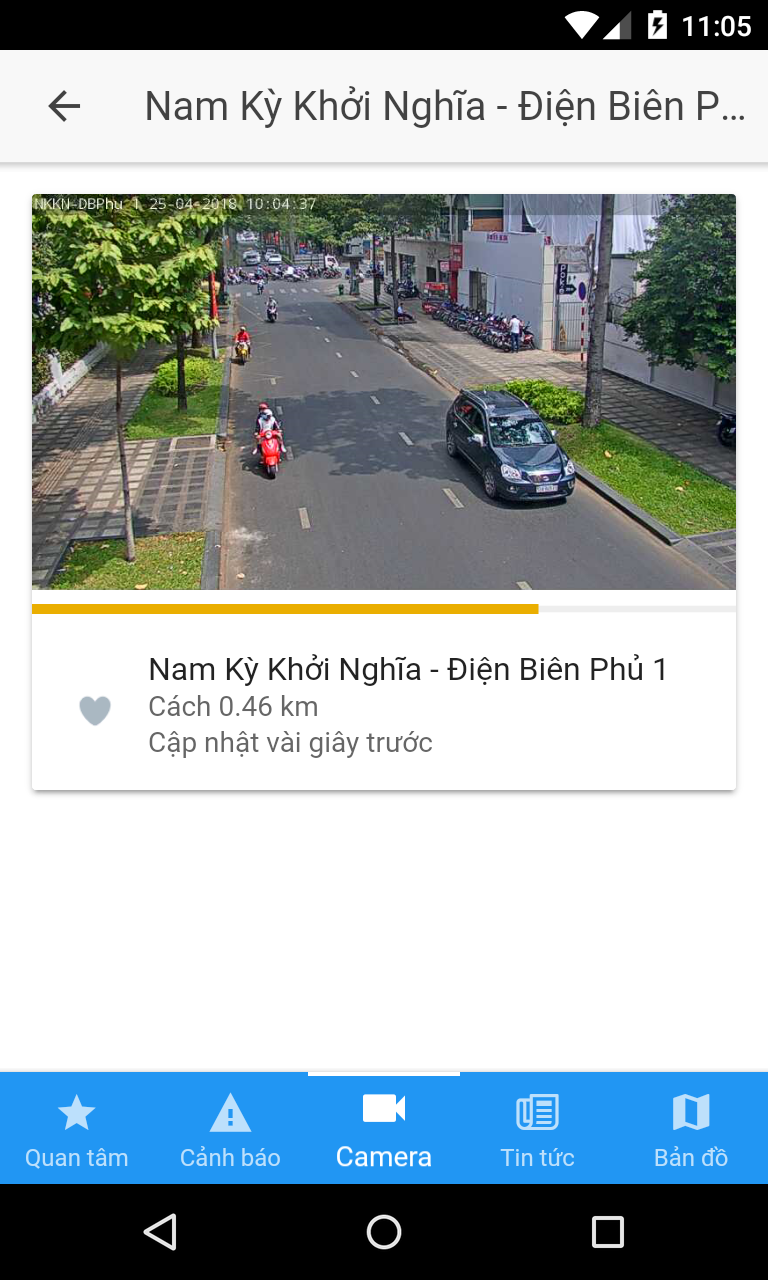 11:05
Nam Kỳ Khởi Nghĩa - Điện Biên P...
NKKN-DBPhu 1 25-04-2018 10:04:37
Nam Kỳ Khởi Nghĩa - Điện Biên Phủ 1
Cách 0.46 km
Cập nhật vài giây trước
Quan tâm
Cảnh báo
Camera
Tin tức
Bản đồ